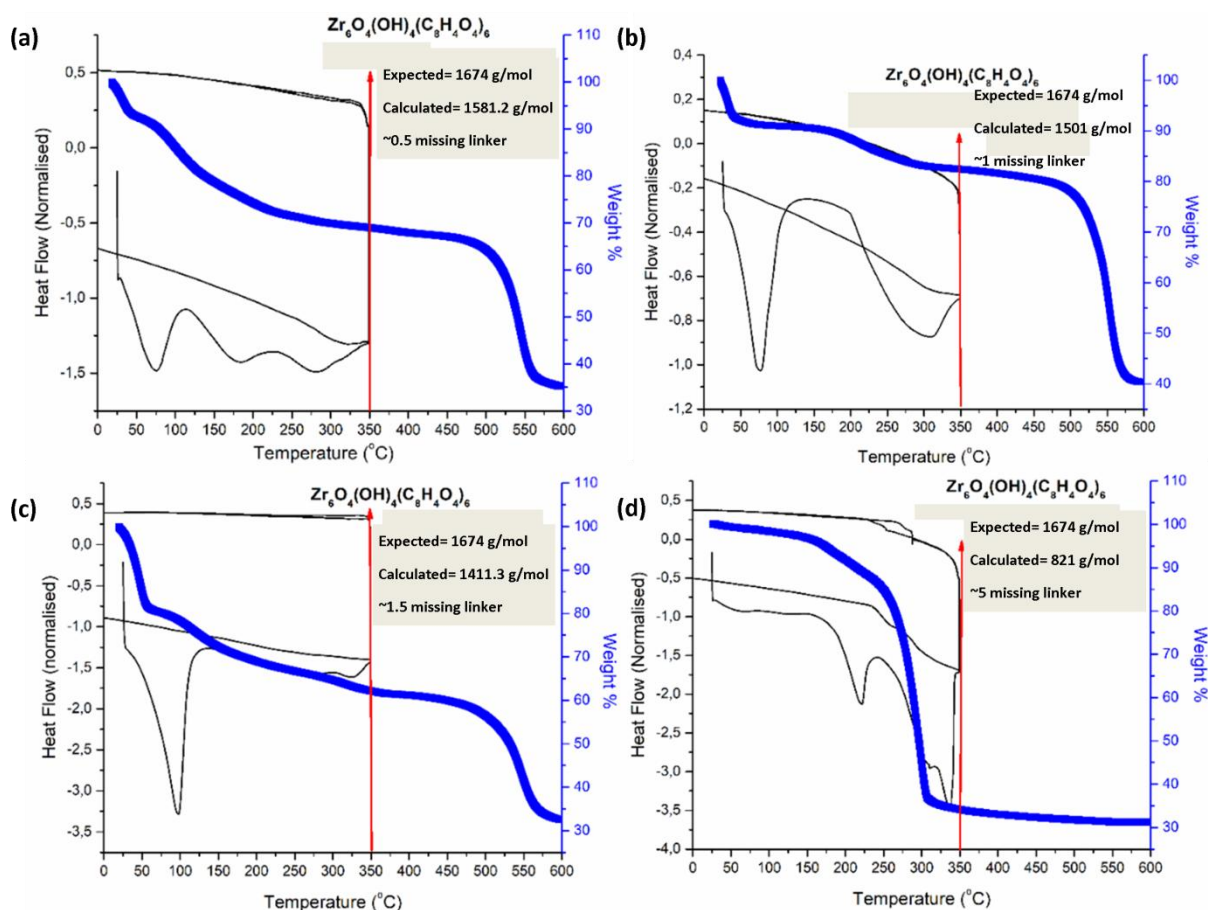 (a)
Zr6O4(OH)4(C8H4O4)6
Expected= 1674 g/mol
Calculated= 1581.2 g/mol
~0.5 missing linker
Heat Flow (Normalised)
0,5
0,0
-0,5
-1,0
-1,5
110
100
90
80
70
60
50
40
30
Weight %
0 50 100 150 200 250 300 350 400 450 500 550 600
Temperature (°C)
(b)
Zr6O4(OH)4(C8H4O4)6
Expected= 1674 g/mol
Calculated= 1501 g/mol
~1 missing linker
Heat Flow (Normalised)
0,4
0,2
0,0
-0,2
-0,4
-0,6
-0,8
-1,0
-1,2
100
90
80
70
60
50
40
Weight %
0 50 100 150 200 250 300 350 400 450 500 550 600
Temperature (°C)
(c)
Zr6O4(OH)4(C8H4O4)6
Expected= 1674 g/mol
Calculated= 1411.3 g/mol
~1.5 missing linker
Heat Flow (normalised)
0,5
0,0
-0,5
-1,0
-1,5
-2,0
-2,5
-3,0
-3,5
110
100
90
80
70
60
50
40
30
Weight %
0 50 100 150 200 250 300 350 400 450 500 550 600
Temperature (°C)
(d)
Zr6O4(OH)4(C8H4O4)6
Expected= 1674 g/mol
Calculated= 821 g/mol
~5 missing linker
Heat Flow (Normalised)
0,5
0,0
-0,5
-1,0
-1,5
-2,0
-2,5
-3,0
-3,5
-4,0
110
100
90
80
70
60
50
40
30
Weight %
0 50 100 150 200 250 300 350 400 450 500 550 600
Temperature (°C)